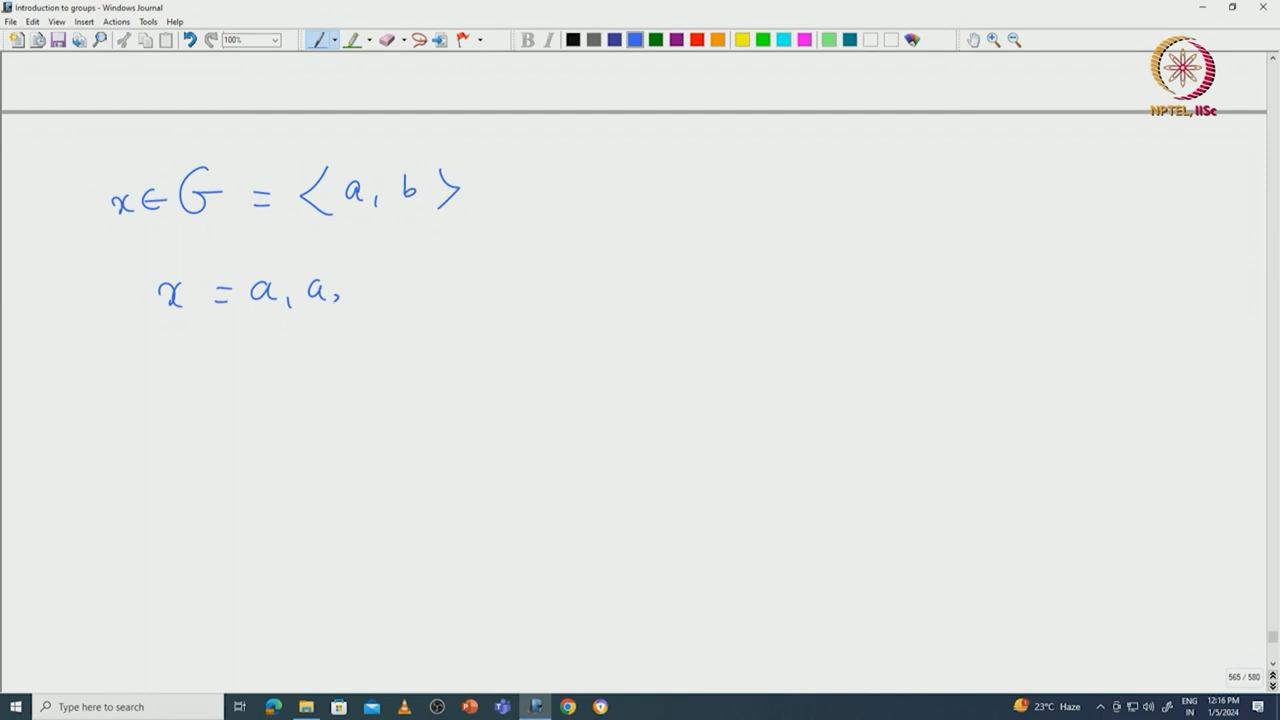 Introduction to groups - Windows Journal
File Edit View Insert Actions Tools Help
100% B I
NPTEL, IISc
x ∈ G = < a, b >
x = a, a,
565 / 580
Type here to search
23°C Haze
ENG
IN
12:16 PM
1/5/2024